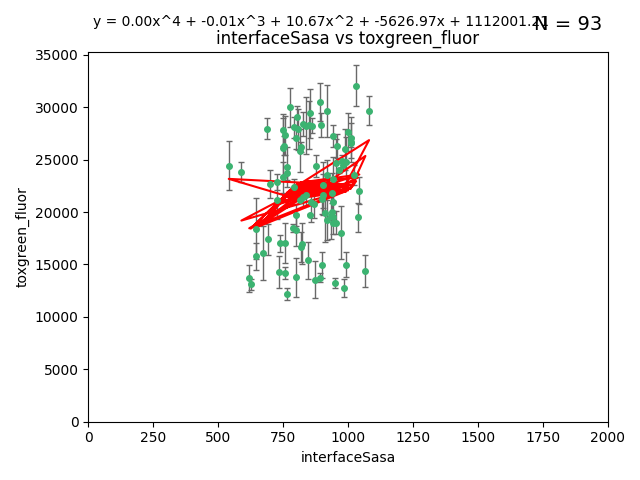 y = 0.00x^4 + -0.01x^3 + 10.67x^2 + -5626.97x + 1112001.
N = 93
interfaceSasa vs toxgreen_fluor
35000
30000
25000
20000
15000
10000
5000
0
toxgreen_fluor
0 250 500 750 1000 1250 1500 1750 2000
interfaceSasa